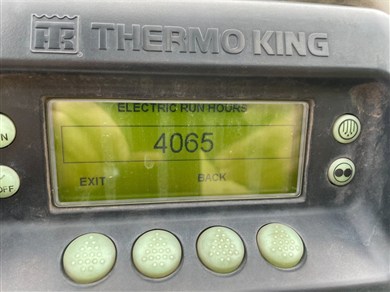 THERMO KING
ELECTRIC RUN HOURS
4065
EXIT BACK